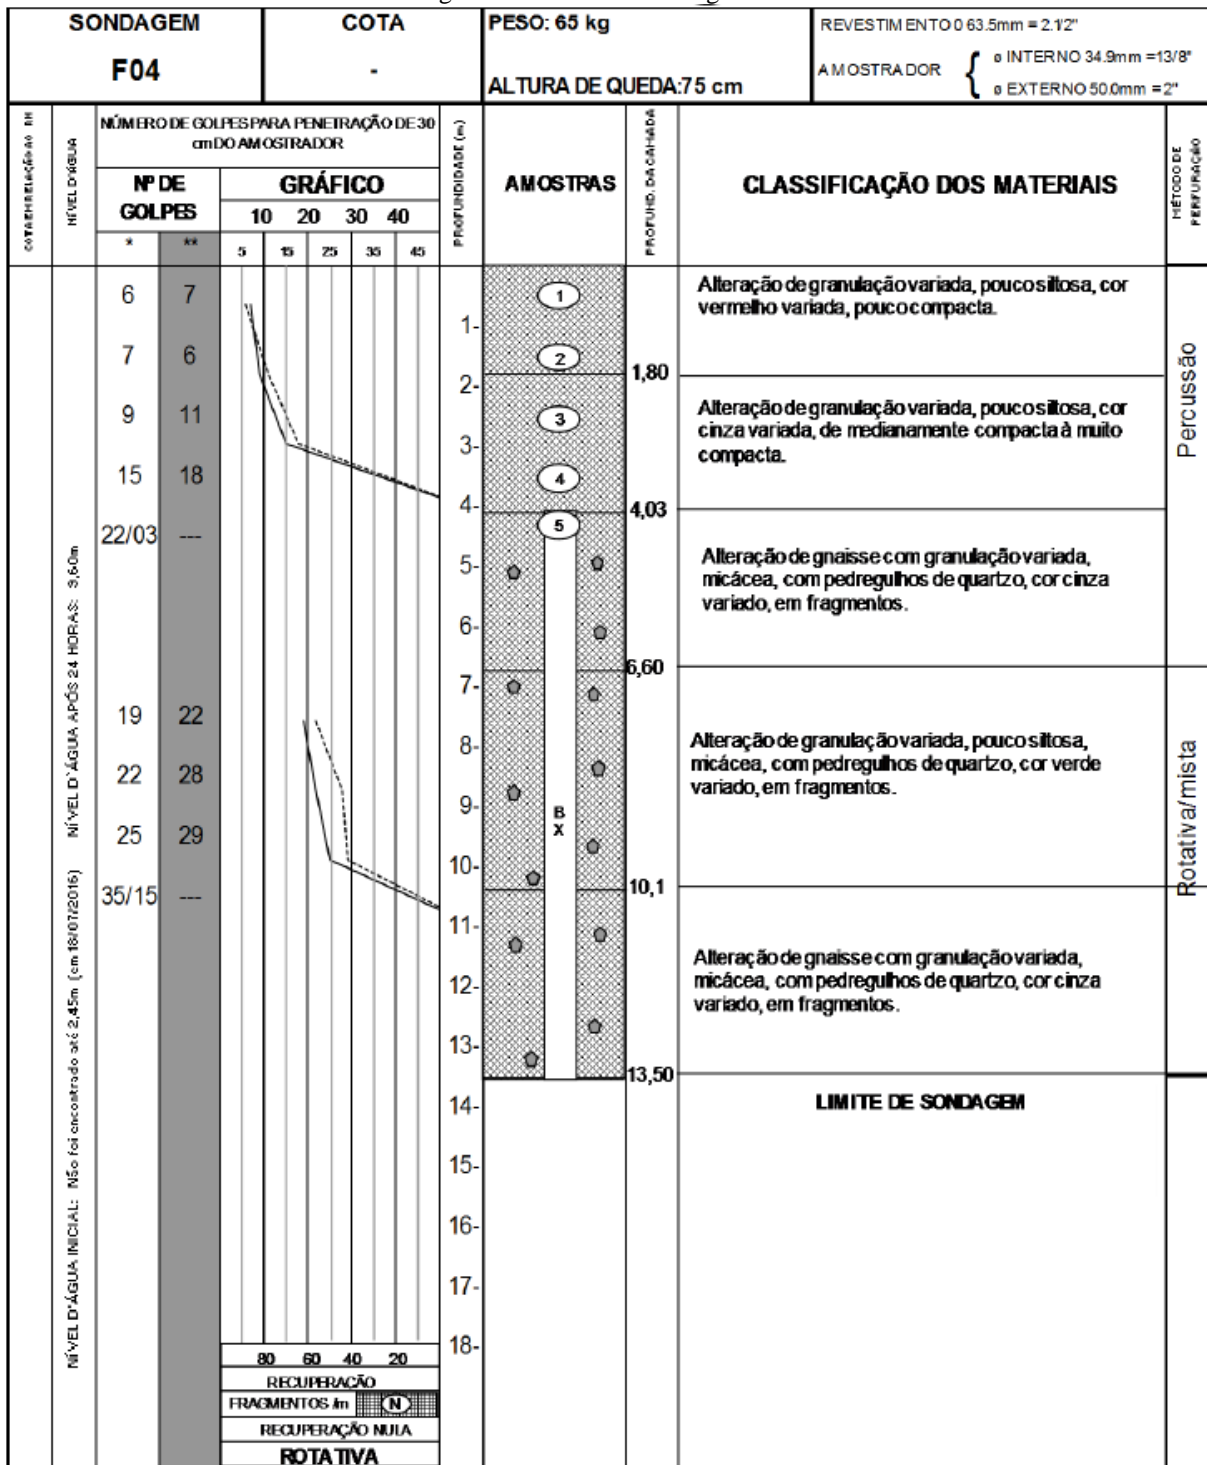 SONDAGEM
F04
COTA
-
PESO: 65 kg
ALTURA DE QUEDA:75 cm
REVESTIMENTO 0 63.5mm = 2.1/2"
AMOSTRADOR
ø INTERNO 34.9mm =13/8"
ø EXTERNO 50.0mm = 2"
COTA EM RELAÇÃO AO RN
NÍVEL D'ÁGUA
NÚMERO DE GOLPES PARA PENETRAÇÃO DE 30
cm DO AMOSTRADOR
Nº DE
GOLPES
* **
GRÁFICO
10 20 30 40
5 15 25 35 45
PROFUNDIDADE (m)
AMOSTRAS
PROFUND. DA CAMADA
CLASSIFICAÇÃO DOS MATERIAIS
MÉTODO DE
PERFURAÇÃO
6 7
7 6
9 11
15 18
22/03 ---
19 22
22 28
25 29
35/15 ---
1-
2-
3-
4-
5-
6-
7-
8-
9-
10-
11-
12-
13-
14-
15-
16-
17-
18-
1
2
3
4
5
B
X
1,80
4,03
6,60
10,1
13,50
Alteração de granulação variada, pouco siltosa, cor
vermelho variada, pouco compacta.
Alteração de granulação variada, pouco siltosa, cor
cinza variada, de medianamente compacta à muito
compacta.
Alteração de gnaisse com granulação variada,
micácea, com pedregulhos de quartzo, cor cinza
variado, em fragmentos.
Alteração de granulação variada, pouco siltosa,
micácea, com pedregulhos de quartzo, cor verde
variado, em fragmentos.
Alteração de gnaisse com granulação variada,
micácea, com pedregulhos de quartzo, cor cinza
variado, em fragmentos.
LIMITE DE SONDAGEM
Percussão
Rotativa/mista
NÍVEL D'ÁGUA INICIAL: Não foi encontrado até 2,45m (em 18/07/2016) NÍVEL D'ÁGUA APÓS 24 HORAS: 9,60m
80 60 40 20
RECUPERAÇÃO
FRAGMENTOS /m N
RECUPERAÇÃO NULA
ROTATIVA